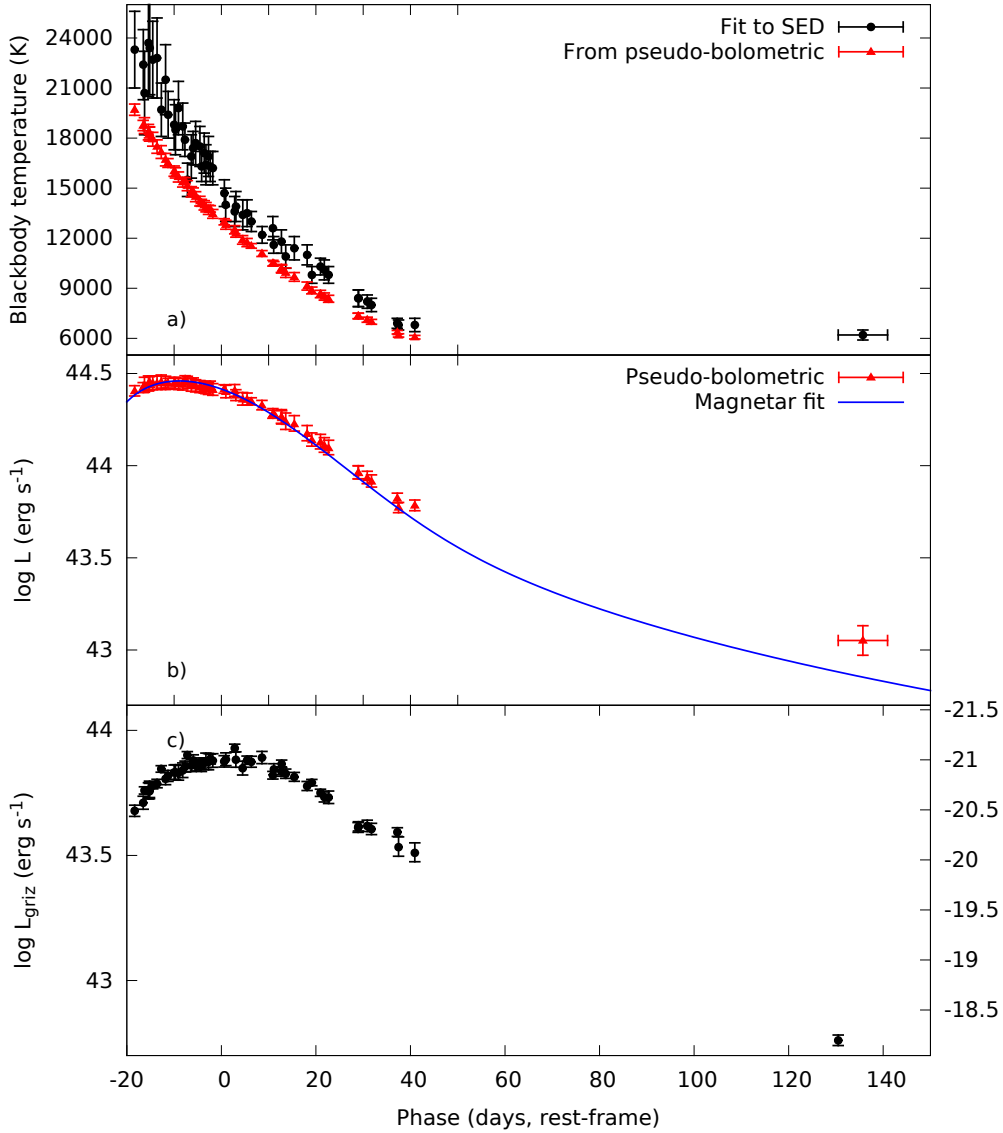 Blackbody temperature (K)
24000
21000
18000
15000
12000
9000
6000
Fit to SED
From pseudo-bolometric
a)
log L (erg s⁻¹)
44.5
44
43.5
43
Pseudo-bolometric
Magnetar fit
b)
log L_griz (erg s⁻¹)
44
43.5
43
c)
-21.5
-21
-20.5
-20
-19.5
-19
-18.5
-20 0 20 40 60 80 100 120 140
Phase (days, rest-frame)